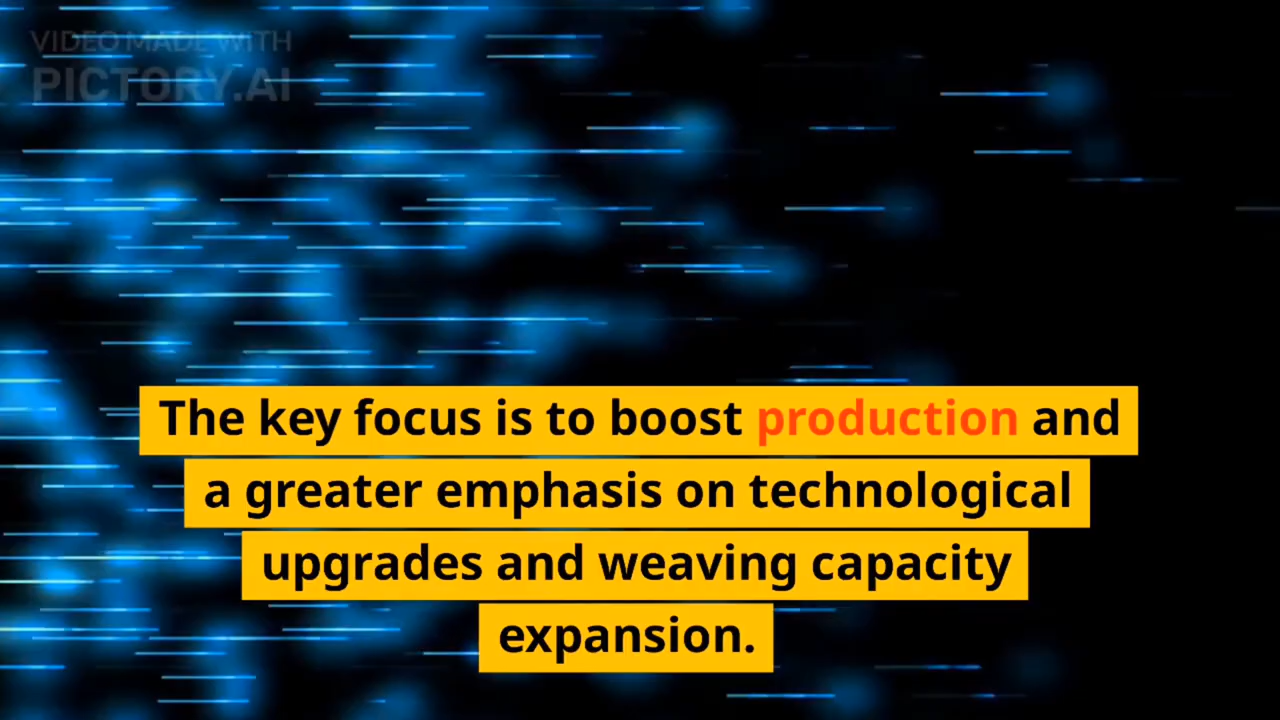 VIDEO MADE WITH
PICTORY.AI
The key focus is to boost production and
a greater emphasis on technological
upgrades and weaving capacity
expansion.